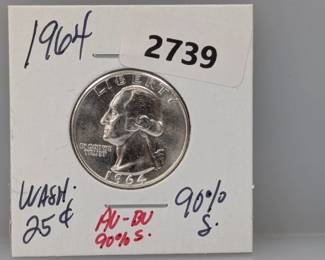 1964
2739
LIBERTY
IN GOD WE
TRUST
1964
WASH.
25¢
AU-BU
90% S.
90%
S.